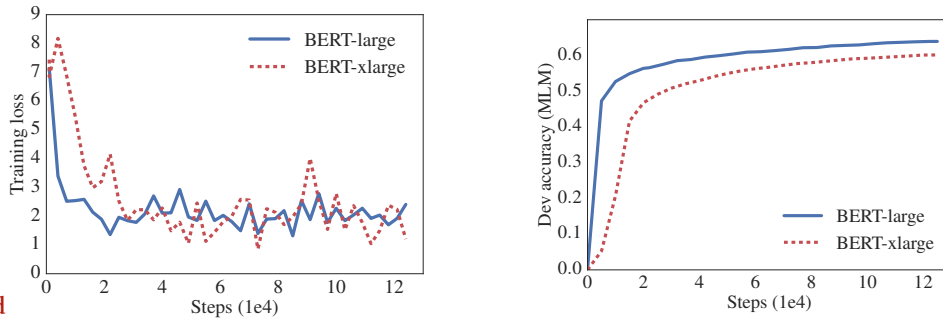 9
8
7
6
5
4
3
2
1
0
Training loss
BERT-large
BERT-xlarge
0 2 4 6 8 10 12
Steps (1e4)
d
0.6
0.5
0.4
0.3
0.2
0.1
0.0
Dev accuracy (MLM)
BERT-large
BERT-xlarge
0 2 4 6 8 10 12
Steps (1e4)